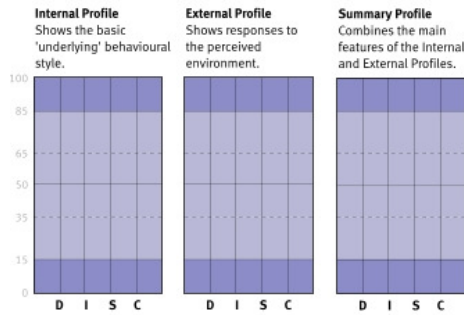 Internal Profile
Shows the basic
'underlying' behavioural
style.
External Profile
Shows responses to
the perceived
environment.
Summary Profile
Combines the main
features of the Internal
and External Profiles.
100
85
65
50
35
15
0
D I S C
D I S C
D I S C